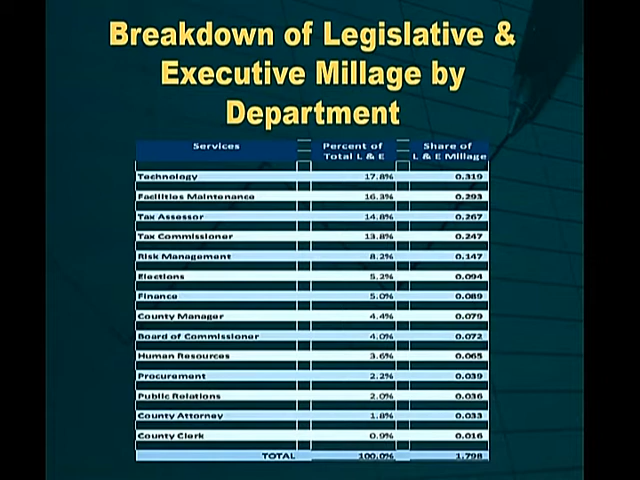 Breakdown of Legislative &
Executive Millage by
Department
Services Percent of Total L & E Share of L & E Millage
Technology 17.8% 0.319
Facilities Maintenance 16.3% 0.293
Tax Assessor 14.8% 0.267
Tax Commissioner 13.8% 0.247
Risk Management 8.2% 0.147
Elections 5.2% 0.094
Finance 5.0% 0.089
County Manager 4.4% 0.079
Board of Commissioner 4.0% 0.072
Human Resources 3.6% 0.065
Procurement 2.2% 0.039
Public Relations 2.0% 0.036
County Attorney 1.8% 0.033
County Clerk 0.9% 0.016
TOTAL 100.0% 1.798